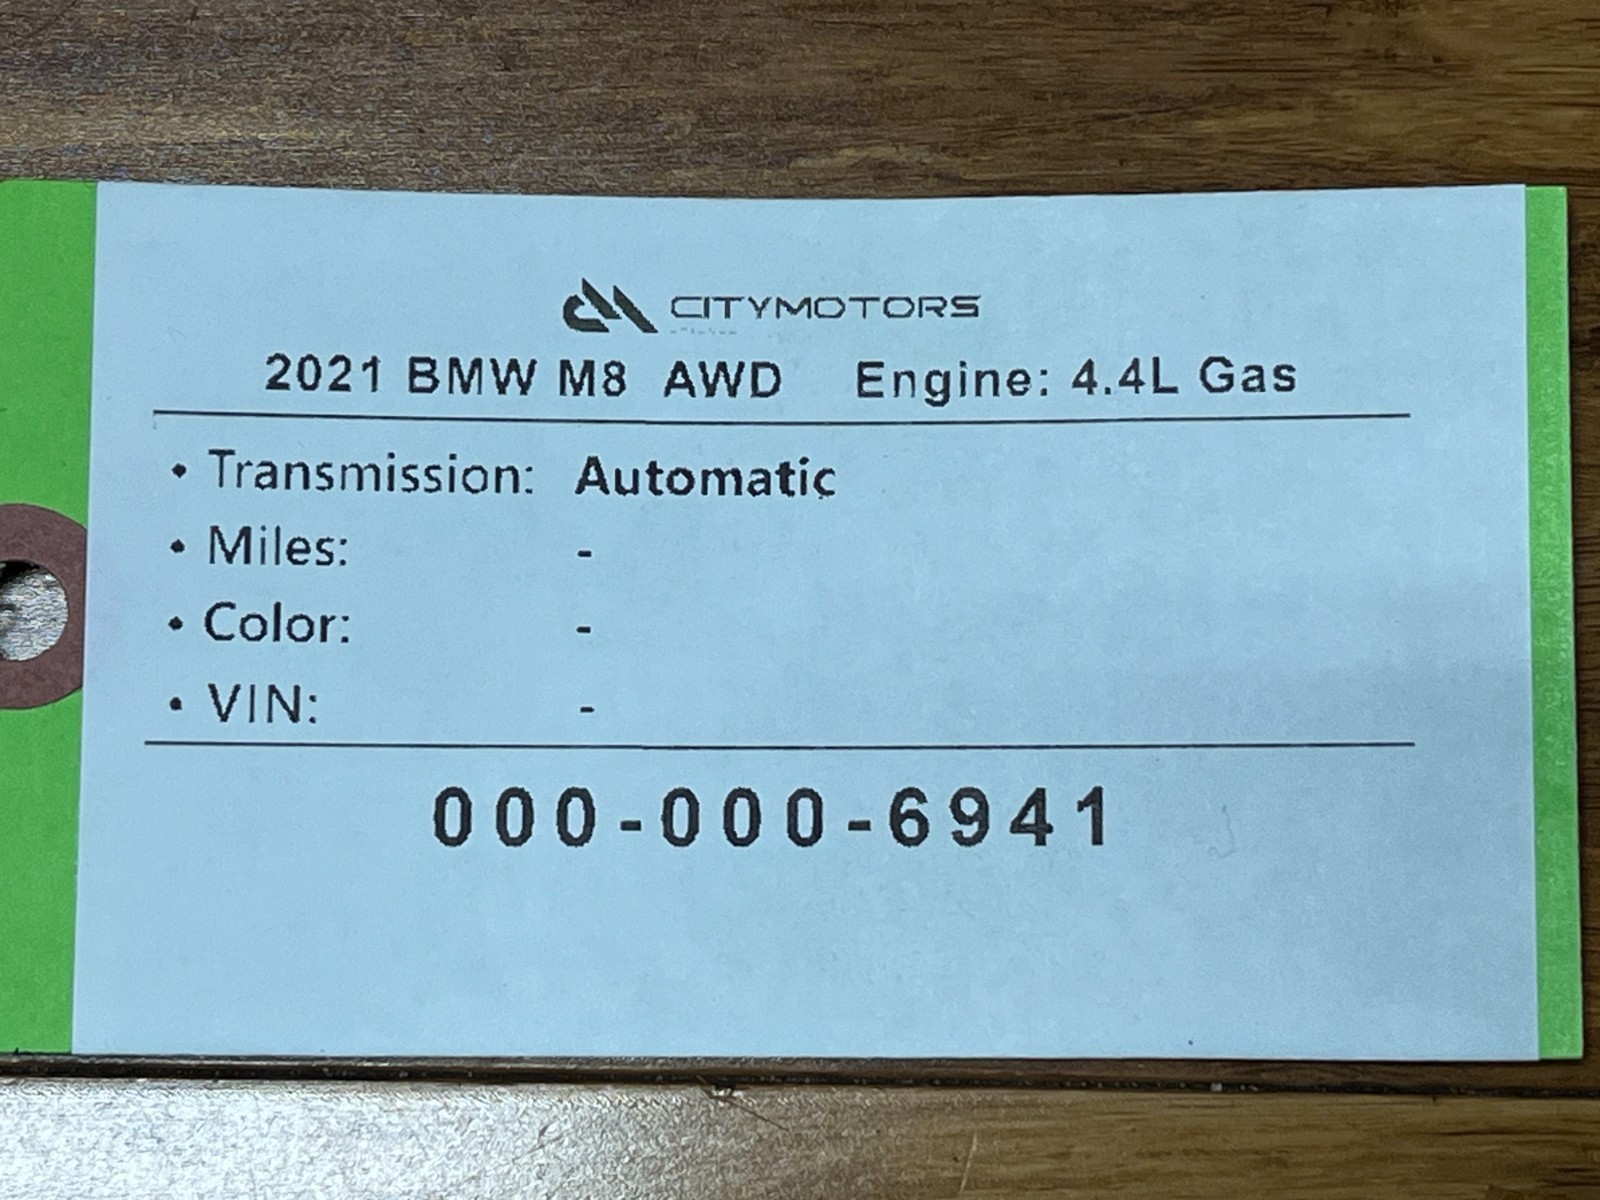 CITYMOTORS
2021 BMW M8 AWD Engine: 4.4L Gas
• Transmission: Automatic
• Miles: -
• Color: -
• VIN: -
000-000-6941